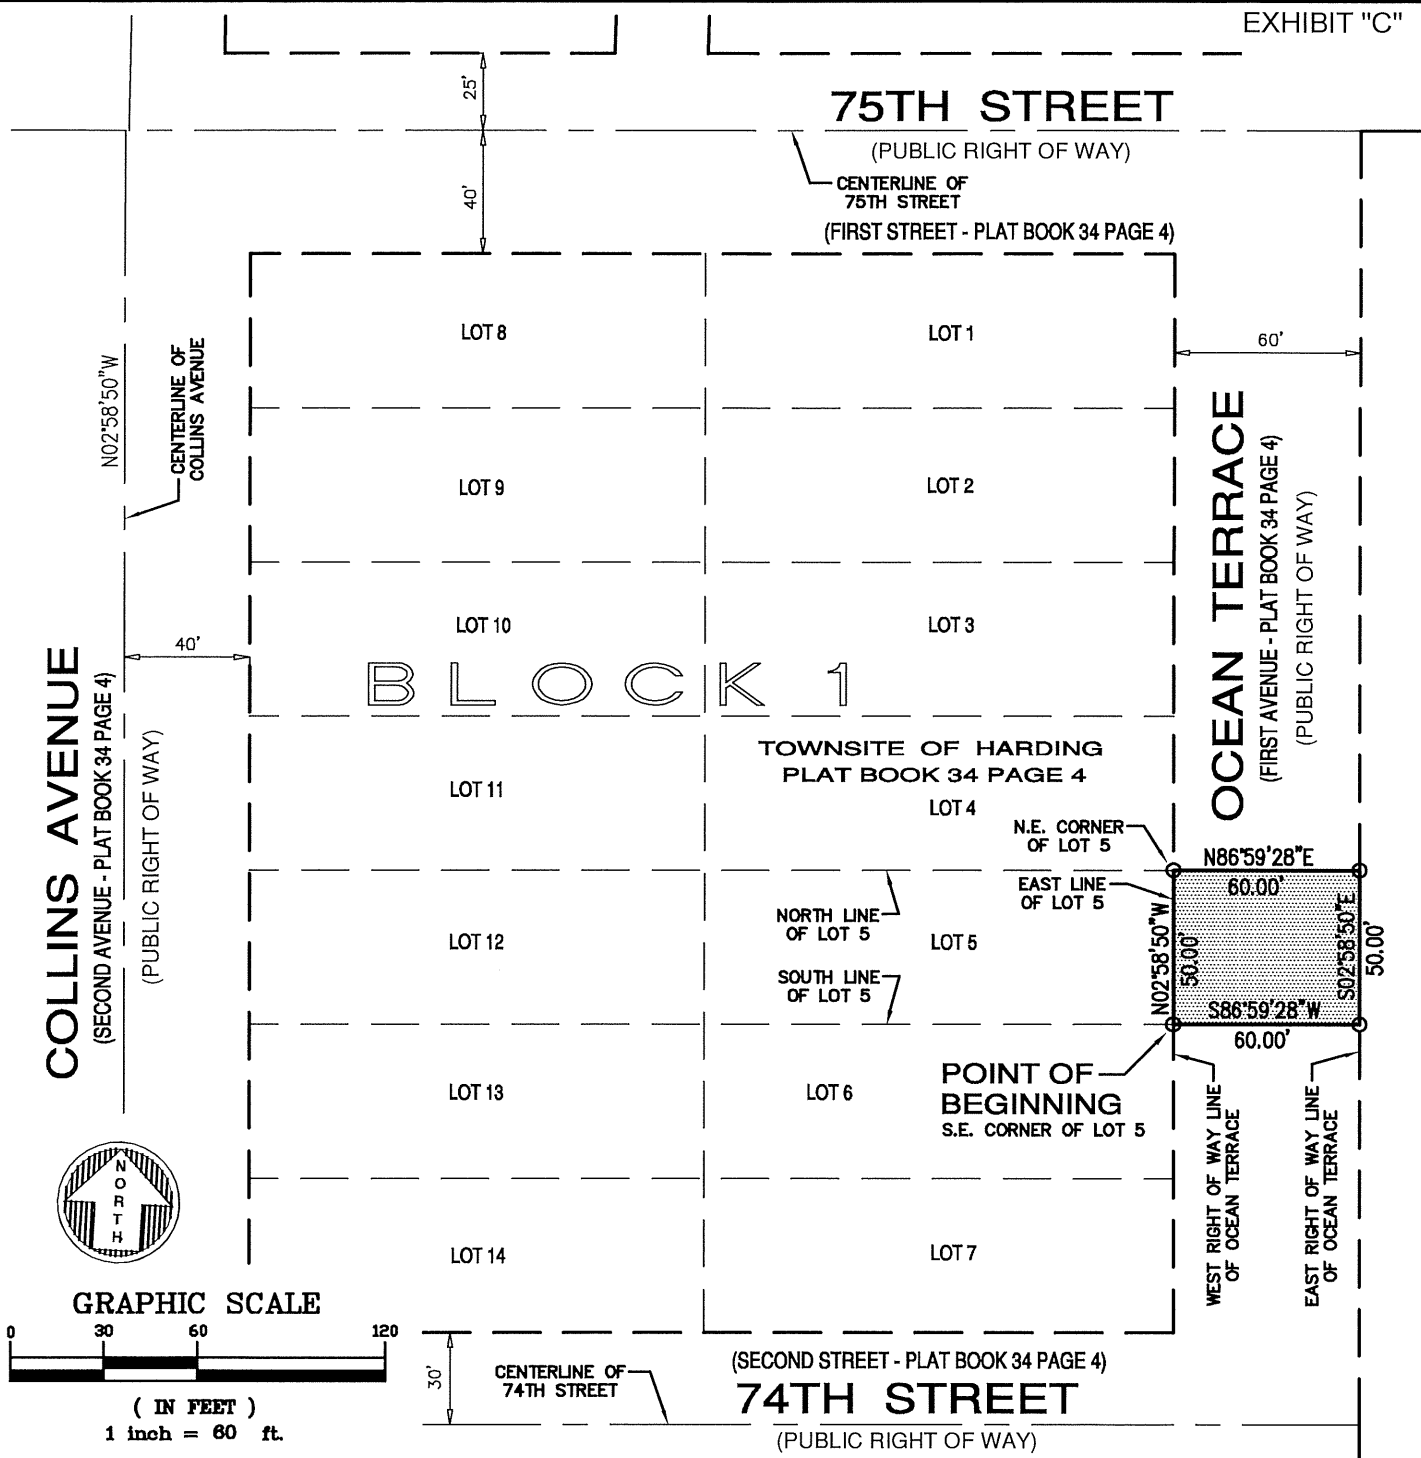 EXHIBIT "C"
25'
75TH STREET
(PUBLIC RIGHT OF WAY)
40'
CENTERLINE OF
75TH STREET
(FIRST STREET - PLAT BOOK 34 PAGE 4)
LOT 8
LOT 1
60'
N02°58'50"W
CENTERLINE OF
COLLINS AVENUE
LOT 9
LOT 2
OCEAN TERRACE
(FIRST AVENUE - PLAT BOOK 34 PAGE 4)
(PUBLIC RIGHT OF WAY)
LOT 10
LOT 3
40'
BLOCK 1
COLLINS AVENUE
(SECOND AVENUE - PLAT BOOK 34 PAGE 4)
(PUBLIC RIGHT OF WAY)
TOWNSITE OF HARDING
PLAT BOOK 34 PAGE 4
LOT 11
LOT 4
N.E. CORNER
OF LOT 5
N86°59'28"E
60.00'
EAST LINE
OF LOT 5
NORTH LINE
OF LOT 5
LOT 12
LOT 5
N02°58'50"W
50.00'
S02°58'50"E
50.00'
SOUTH LINE
OF LOT 5
S86°59'28"W
60.00'
POINT OF
BEGINNING
S.E. CORNER OF LOT 5
LOT 13
LOT 6
WEST RIGHT OF WAY LINE
OF OCEAN TERRACE
EAST RIGHT OF WAY LINE
OF OCEAN TERRACE
NORTH
LOT 14
LOT 7
GRAPHIC SCALE
0 30 60 120
( IN FEET )
1 inch = 60 ft.
30'
CENTERLINE OF
74TH STREET
(SECOND STREET - PLAT BOOK 34 PAGE 4)
74TH STREET
(PUBLIC RIGHT OF WAY)